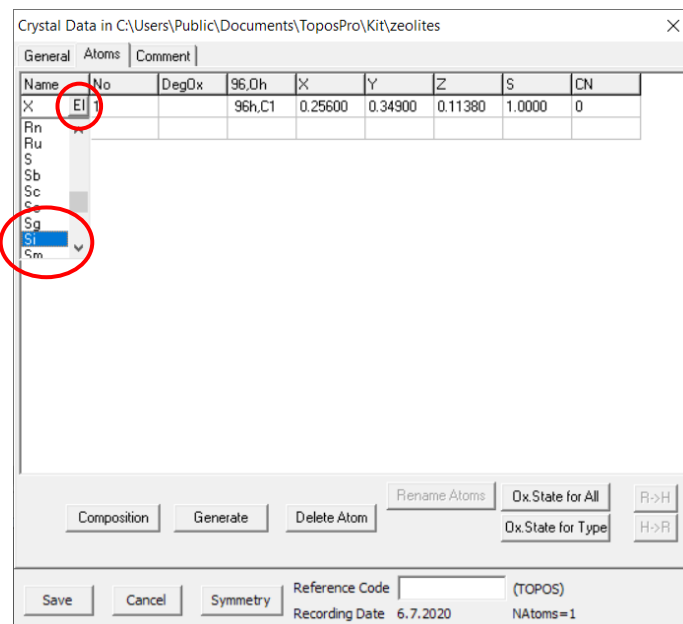 Crystal Data in C:\Users\Public\Documents\ToposPro\Kit\zeolites
General Atoms Comment
Name No DegOx 96,Oh X Y Z S CN
X El 1 96h,C1 0.25600 0.34900 0.11380 1.0000 0
Rn
Ru
S
Sb
Sc
Se
Sg
Si
Sm
Rename Atoms Ox.State for All R->H
Composition Generate Delete Atom Ox.State for Type H->R
Save Cancel Symmetry Reference Code (TOPOS)
Recording Date 6.7.2020 NAtoms=1